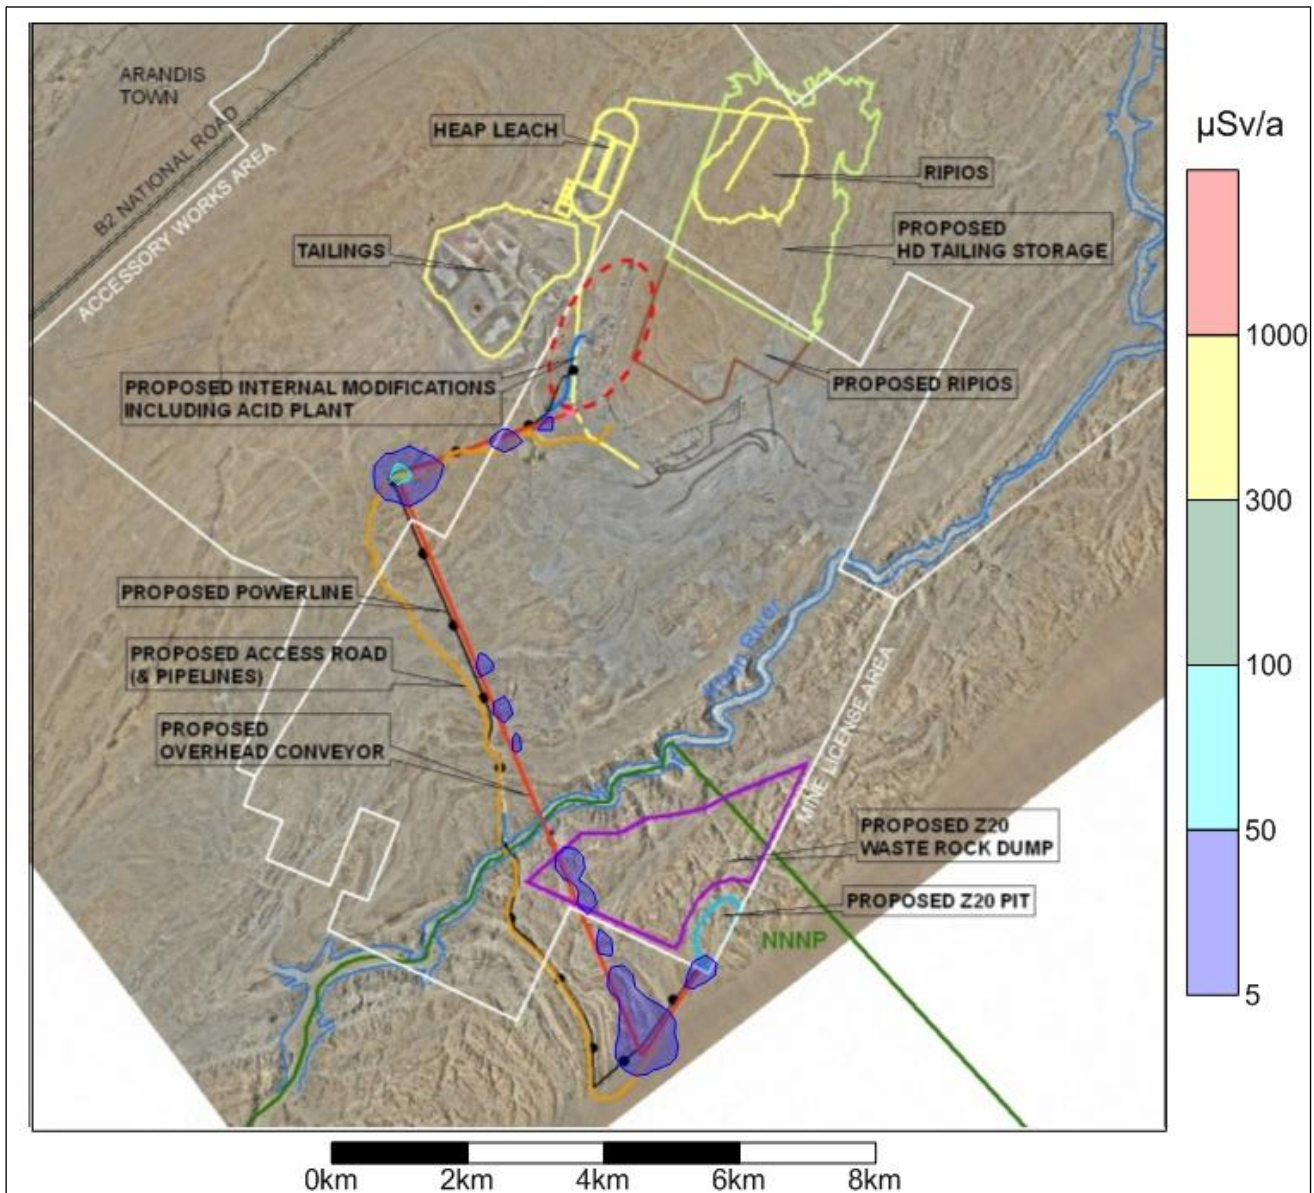 ARANDIS
TOWN
B2 NATIONAL ROAD
ACCESSORY WORKS AREA
HEAP LEACH
RIPIOS
TAILINGS
PROPOSED
HD TAILING STORAGE
PROPOSED INTERNAL MODIFICATIONS
INCLUDING ACID PLANT
PROPOSED RIPIOS
PROPOSED POWERLINE
PROPOSED ACCESS ROAD
(& PIPELINES)
PROPOSED
OVERHEAD CONVEYOR
River
MINE LICENSE AREA
PROPOSED Z20
WASTE ROCK DUMP
PROPOSED Z20 PIT
NNNP
µSv/a
1000
300
100
50
5
0km 2km 4km 6km 8km